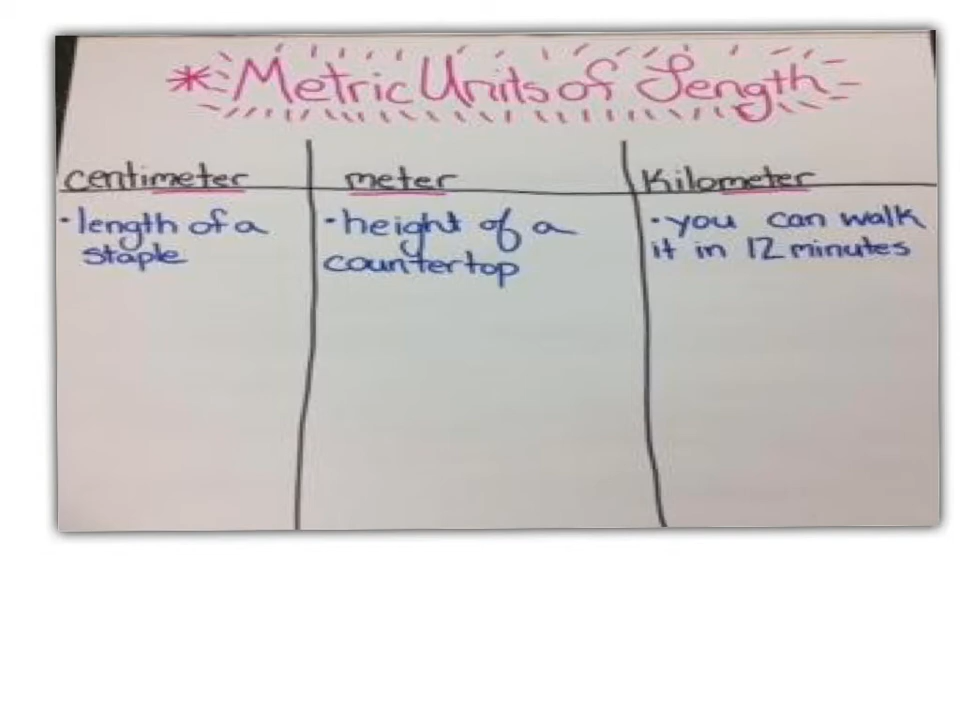 *Metric Units of Length
centimeter
meter
Kilometer
·length of a
staple
·height of a
countertop
·you can walk
it in 12 minutes